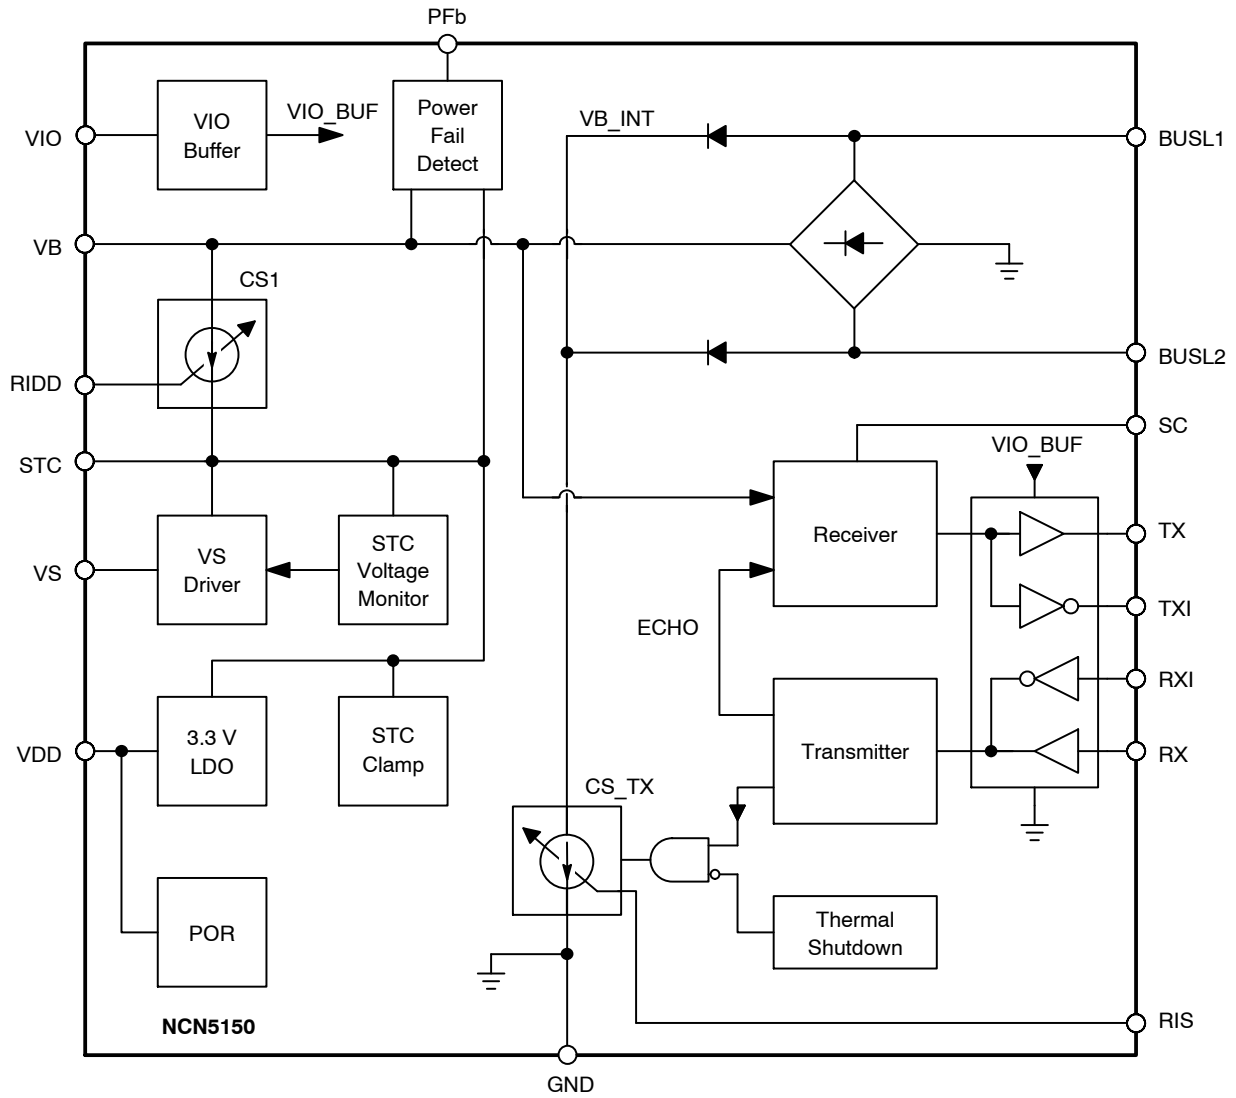 PFb
VIO
VIO
Buffer
VIO_BUF
Power
Fail
Detect
VB_INT
BUSL1
VB
CS1
RIDD
BUSL2
STC
SC
VIO_BUF
VS
VS
Driver
STC
Voltage
Monitor
Receiver
TX
TXI
ECHO
RXI
VDD
3.3 V
LDO
STC
Clamp
Transmitter
RX
CS_TX
POR
Thermal
Shutdown
NCN5150
RIS
GND